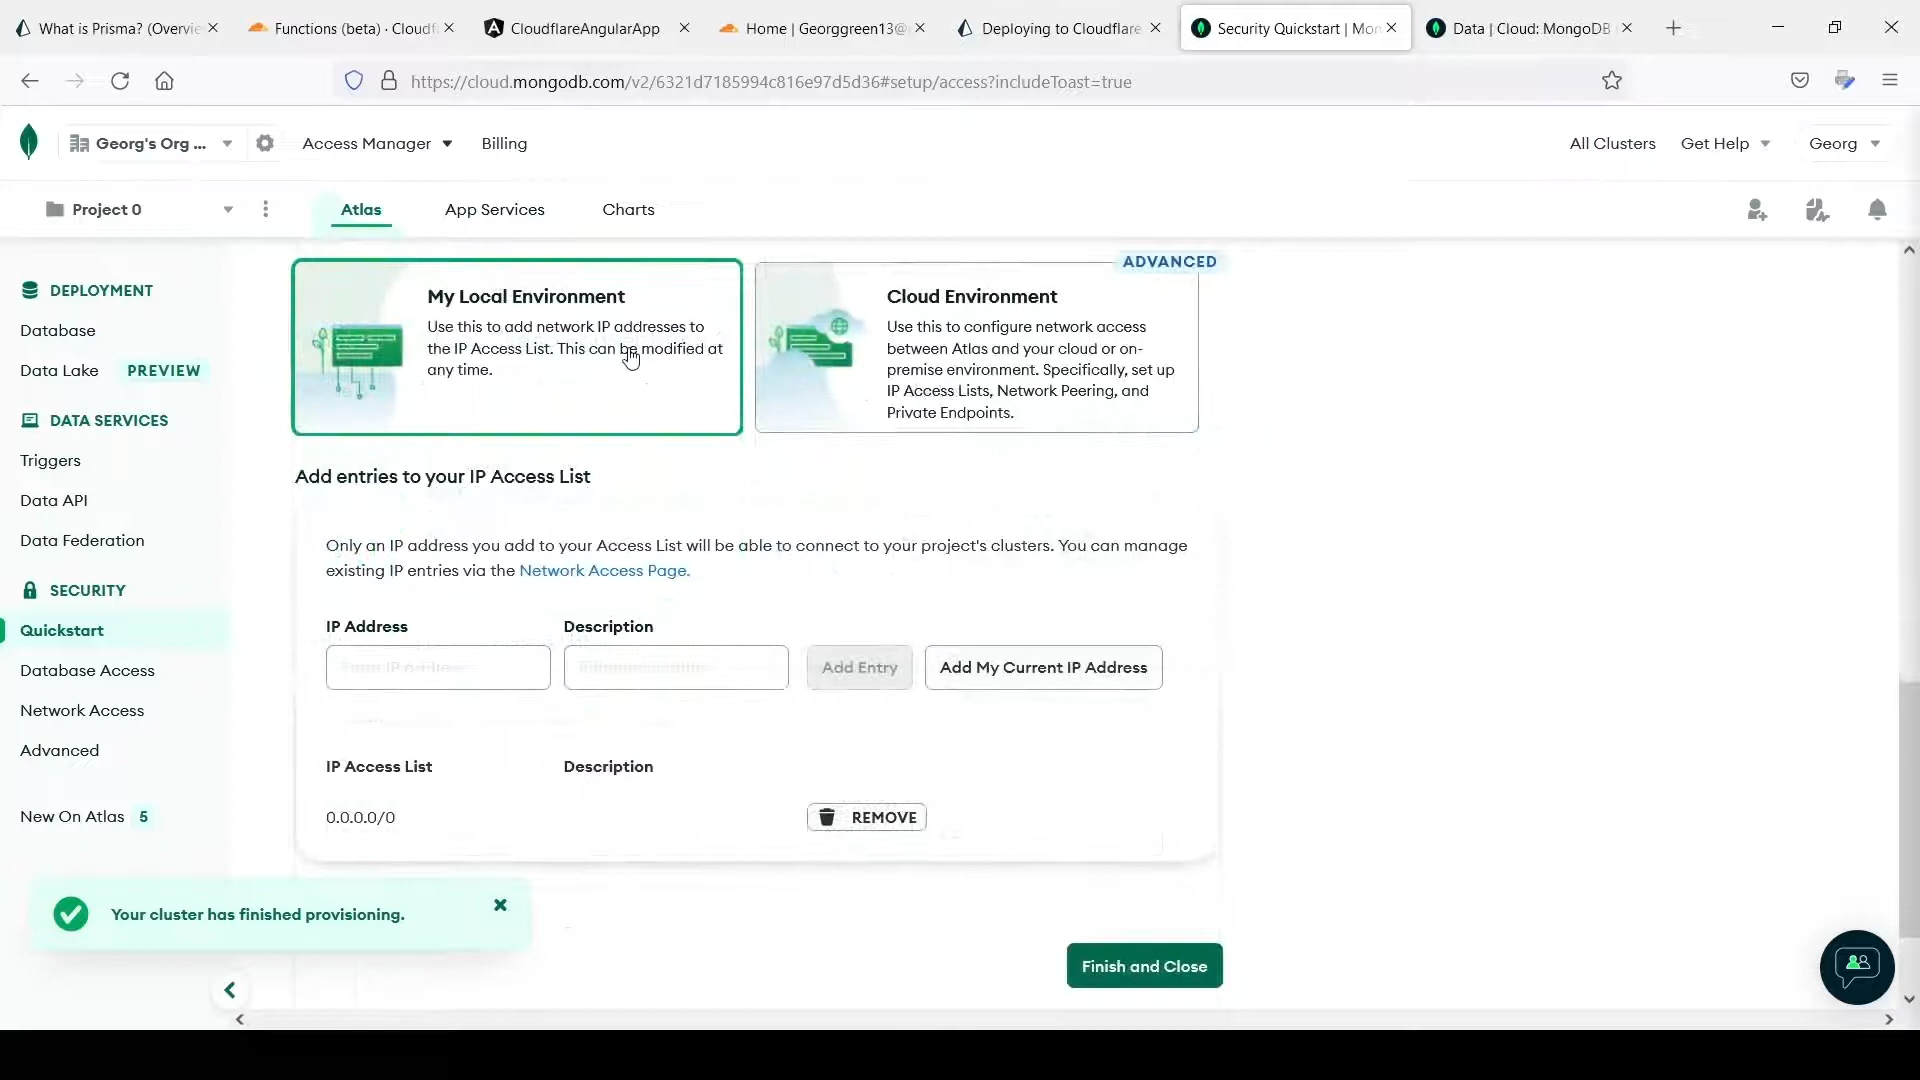 What is Prisma? (Overvie
Functions (beta) · Cloudf
CloudflareAngularApp
Home | Georggreen13@
Deploying to Cloudflare
Security Quickstart | Mon
Data | Cloud: MongoDB
https://cloud.mongodb.com/v2/6321d7185994c816e97d5d36#setup/access?includeToast=true
Georg's Org ...
Access Manager
Billing
All Clusters
Get Help
Georg
Project 0
Atlas
App Services
Charts
DEPLOYMENT
Database
Data Lake
PREVIEW
DATA SERVICES
Triggers
Data API
Data Federation
SECURITY
Quickstart
Database Access
Network Access
Advanced
New On Atlas
5
My Local Environment
Use this to add network IP addresses to
the IP Access List. This can be modified at
any time.
ADVANCED
Cloud Environment
Use this to configure network access
between Atlas and your cloud or on-
premise environment. Specifically, set up
IP Access Lists, Network Peering, and
Private Endpoints.
Add entries to your IP Access List
Only an IP address you add to your Access List will be able to connect to your project's clusters. You can manage
existing IP entries via the Network Access Page.
IP Address
Description
Add Entry
Add My Current IP Address
IP Access List
Description
0.0.0.0/0
REMOVE
Your cluster has finished provisioning.
Finish and Close